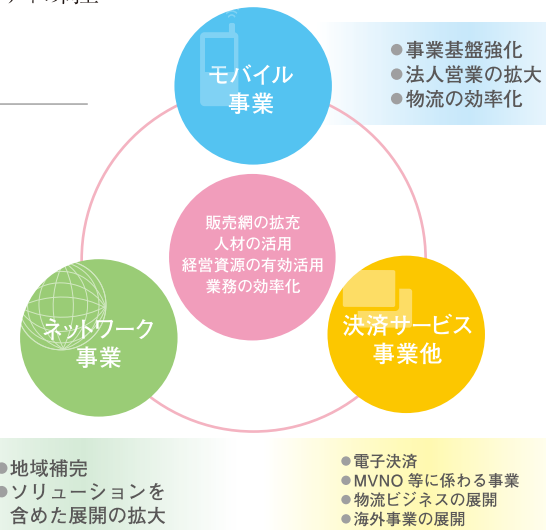 モバイル
事業
●事業基盤強化
●法人営業の拡大
●物流の効率化
販売網の拡充
人材の活用
経営資源の有効活用
業務の効率化
ネットワーク
事業
決済サービス
事業他
●地域補完
●ソリューションを
含めた展開の拡大
●電子決済
●MVNO 等に係わる事業
●物流ビジネスの展開
●海外事業の展開